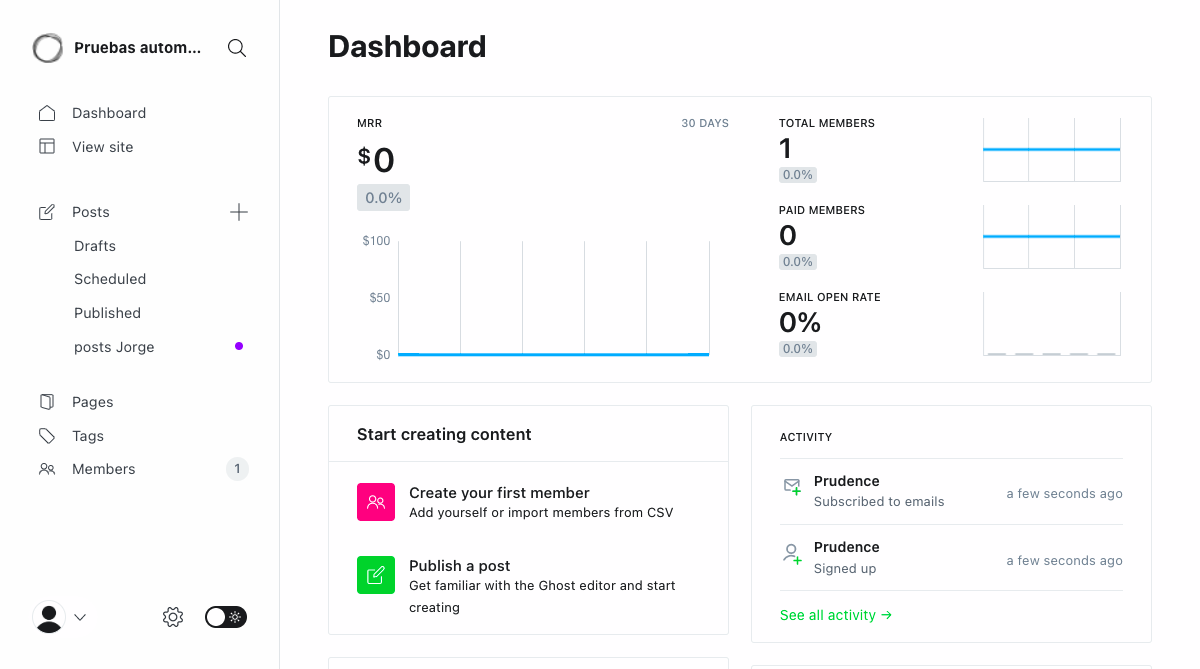 Pruebas autom...
Dashboard
View site
Posts
Drafts
Scheduled
Published
posts Jorge
Pages
Tags
Members
1
Dashboard
MRR
30 DAYS
$0
0.0%
$100
$50
$0
TOTAL MEMBERS
1
0.0%
PAID MEMBERS
0
0.0%
EMAIL OPEN RATE
0%
0.0%
Start creating content
Create your first member
Add yourself or import members from CSV
Publish a post
Get familiar with the Ghost editor and start
creating
ACTIVITY
Prudence
Subscribed to emails
a few seconds ago
Prudence
Signed up
a few seconds ago
See all activity →